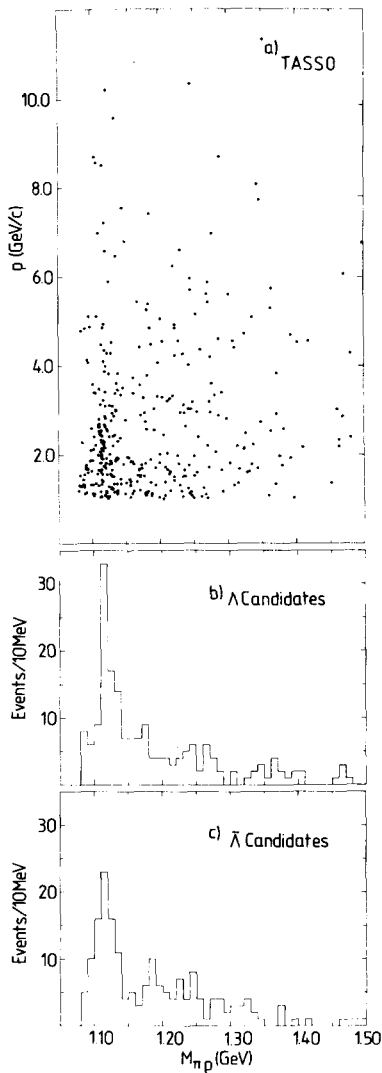 a)
TASSO
10.0
8.0
6.0
4.0
2.0
p (GeV/c)
b) Λ Candidates
30
20
10
Events/10MeV
c) Λ̄ Candidates
30
20
10
Events/10MeV
1.10 1.20 1.30 1.40 1.50
Mπp (GeV)